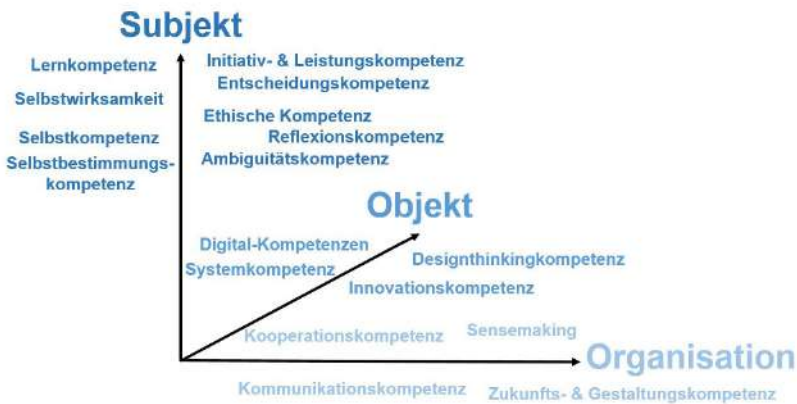 Subjekt
Lernkompetenz
Initiativ- & Leistungskompetenz
Entscheidungskompetenz
Selbstwirksamkeit
Ethische Kompetenz
Selbstkompetenz
Reflexionskompetenz
Selbstbestimmungs-
kompetenz
Ambiguitätskompetenz
Objekt
Digital-Kompetenzen
Designthinkingkompetenz
Systemkompetenz
Innovationskompetenz
Kooperationskompetenz
Sensemaking
Organisation
Kommunikationskompetenz
Zukunfts- & Gestaltungskompetenz